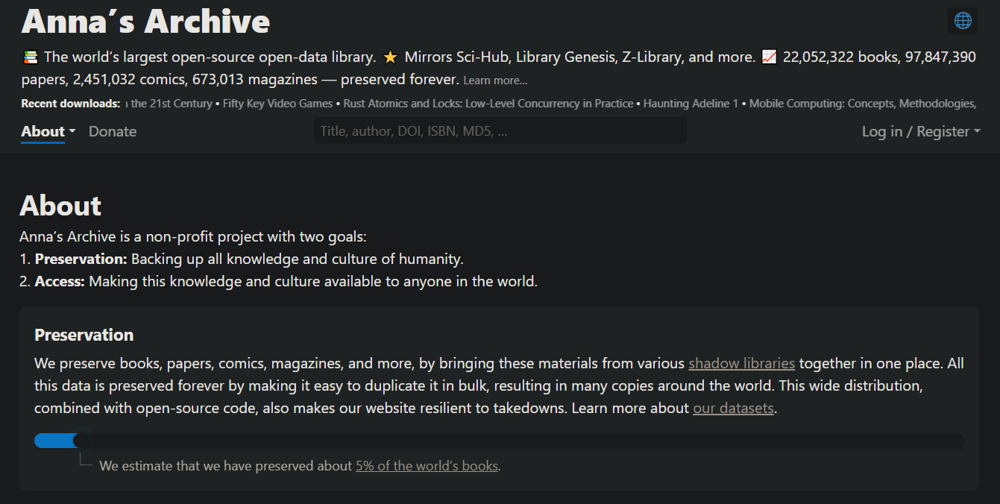 Anna’s Archive
📚 The world’s largest open-source open-data library. ⭐ Mirrors Sci-Hub, Library Genesis, Z-Library, and more. 📈 22,052,322 books, 97,847,390
papers, 2,451,032 comics, 673,013 magazines — preserved forever. Learn more…
Recent downloads: the 21st Century • Fifty Key Video Games • Rust Atomics and Locks: Low-Level Concurrency in Practice • Haunting Adeline 1 • Mobile Computing: Concepts, Methodologies,
About Donate Title, author, DOI, ISBN, MD5, … Log in / Register
About
Anna’s Archive is a non-profit project with two goals:
1. Preservation: Backing up all knowledge and culture of humanity.
2. Access: Making this knowledge and culture available to anyone in the world.
Preservation
We preserve books, papers, comics, magazines, and more, by bringing these materials from various shadow libraries together in one place. All
this data is preserved forever by making it easy to duplicate it in bulk, resulting in many copies around the world. This wide distribution,
combined with open-source code, also makes our website resilient to takedowns. Learn more about our datasets.
We estimate that we have preserved about 5% of the world’s books.